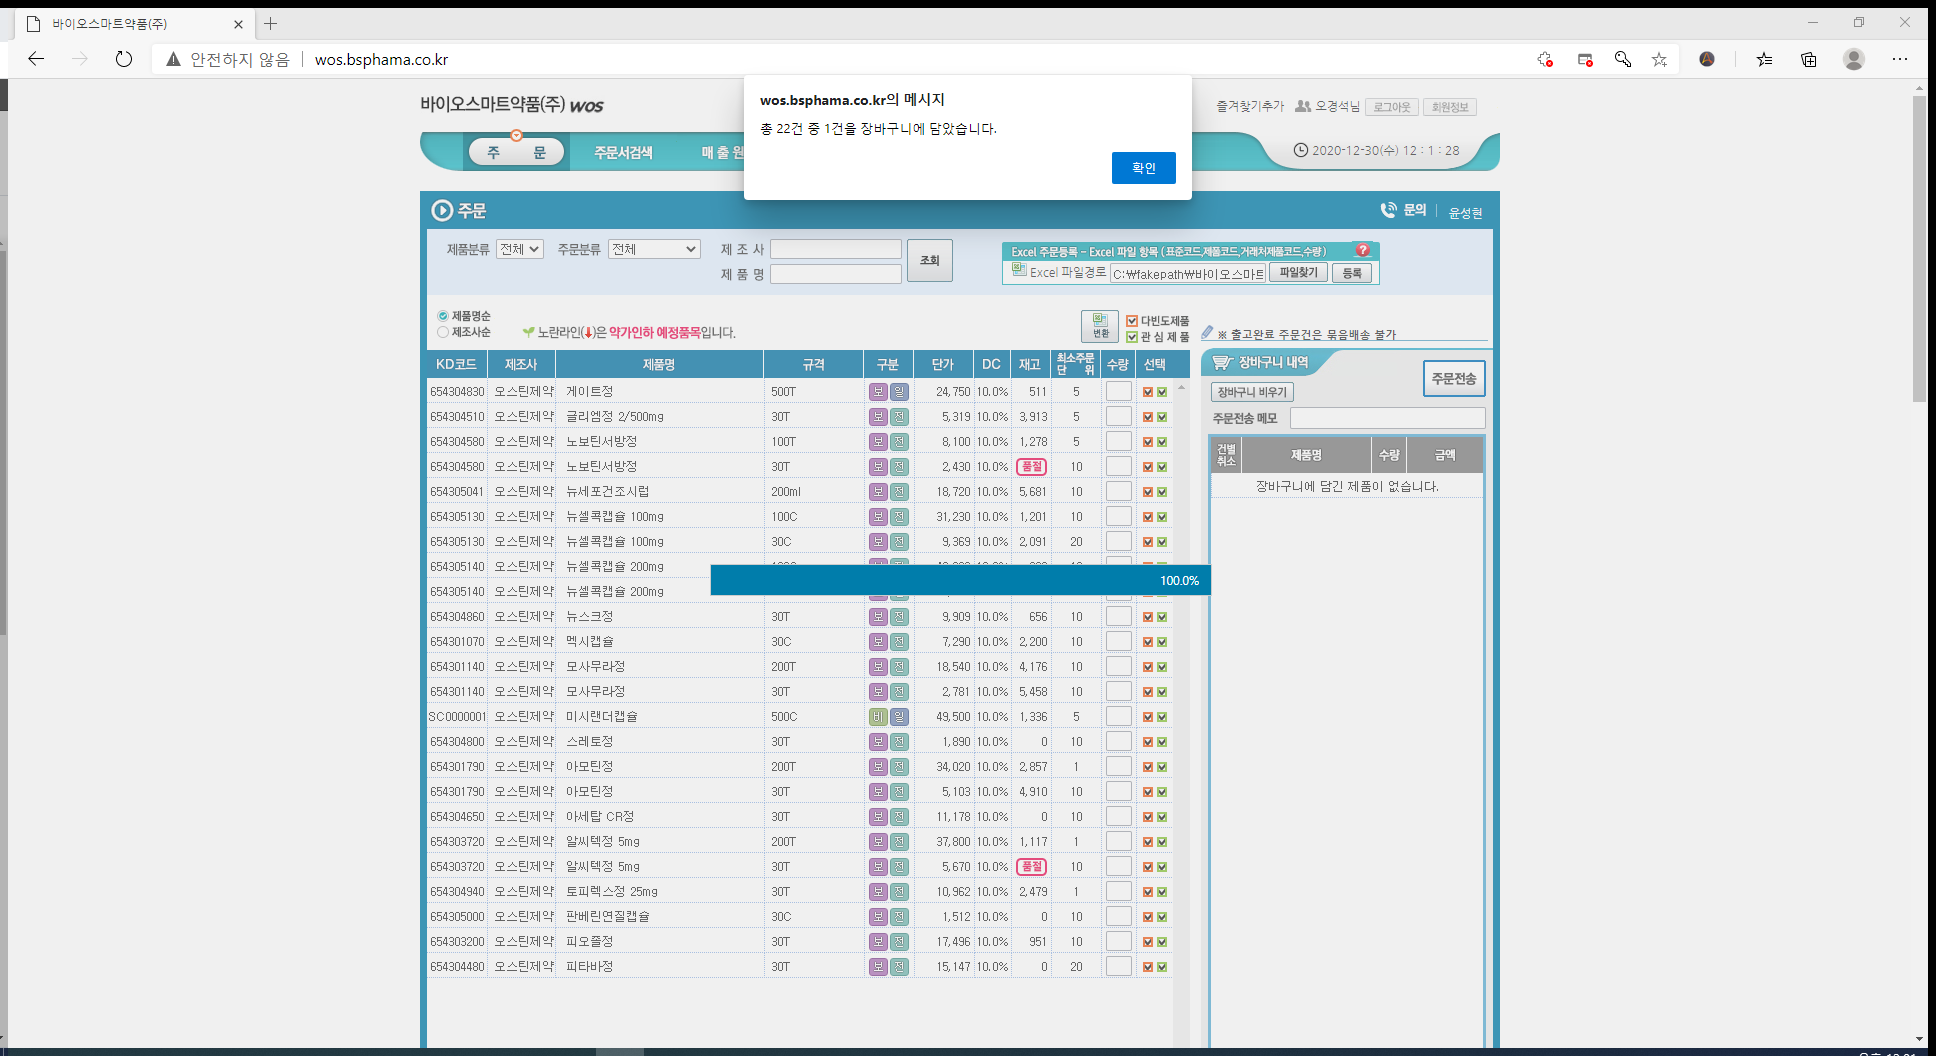 바이오스마트약품(주)
안전하지 않음 wos.bsphama.co.kr
wos.bsphama.co.kr의 메시지
총 22건 중 1건을 장바구니에 담았습니다.
확인
바이오스마트약품(주) wos
즐겨찾기추가 오경석님 로그아웃 회원정보
주 문 주문서검색 매 출 원
2020-12-30(수) 12 : 1 : 28
주문
문의 윤성현
제품분류 전체 주문분류 전체 제 조 사
제 품 명
조회
Excel 주문등록 - Excel 파일 항목 (표준코드,제품코드,거래처제품코드,수량)
Excel 파일경로 C:₩fakepath₩바이오스마트 파일찾기 등록
제품명순
제조사순 노란라인(↓)은 약가인하 예정품목입니다.
변환 다빈도제품
관 심 제 품
※ 출고완료 주문건은 묶음배송 불가
KD코드 제조사 제품명 규격 구분 단가 DC 재고 최소주문단 위 수량 선택
654304830 오스틴제약 게이트정 500T 보 일 24,750 10.0% 511 5
654304510 오스틴제약 글리엠정 2/500mg 30T 보 전 5,319 10.0% 3,913 5
654304580 오스틴제약 노보틴서방정 100T 보 전 8,100 10.0% 1,278 5
654304580 오스틴제약 노보틴서방정 30T 보 전 2,430 10.0% 품절 10
654305041 오스틴제약 뉴세포건조시럽 200ml 보 전 18,720 10.0% 5,681 10
654305130 오스틴제약 뉴셀콕캡슐 100mg 100C 보 전 31,230 10.0% 1,201 10
654305130 오스틴제약 뉴셀콕캡슐 100mg 30C 보 전 9,369 10.0% 2,091 20
654305140 오스틴제약 뉴셀콕캡슐 200mg
654305140 오스틴제약 뉴셀콕캡슐 200mg
100.0%
654304860 오스틴제약 뉴스크정 30T 보 전 9,909 10.0% 656 10
654301070 오스틴제약 멕시캡슐 30C 보 전 7,290 10.0% 2,200 10
654301140 오스틴제약 모사무라정 200T 보 전 18,540 10.0% 4,176 10
654301140 오스틴제약 모사무라정 30T 보 전 2,781 10.0% 5,458 10
SC0000001 오스틴제약 미시랜더캡슐 500C 비 일 49,500 10.0% 1,336 5
654304800 오스틴제약 스레토정 30T 보 전 1,890 10.0% 0 10
654301790 오스틴제약 아모틴정 200T 보 전 34,020 10.0% 2,857 1
654301790 오스틴제약 아모틴정 30T 보 전 5,103 10.0% 4,910 10
654304650 오스틴제약 아세탑 CR정 30T 보 전 11,178 10.0% 0 10
654303720 오스틴제약 알씨텍정 5mg 200T 보 전 37,800 10.0% 1,117 1
654303720 오스틴제약 알씨텍정 5mg 30T 보 전 5,670 10.0% 품절 10
654304940 오스틴제약 토피렉스정 25mg 30T 보 전 10,962 10.0% 2,479 1
654305000 오스틴제약 판베린연질캡슐 30C 보 전 1,512 10.0% 0 10
654303200 오스틴제약 피오졸정 30T 보 전 17,496 10.0% 951 10
654304480 오스틴제약 피타바정 30T 보 전 15,147 10.0% 0 20
장바구니 내역
주문전송
장바구니 비우기
주문전송 메모
건별취소 제품명 수량 금액
장바구니에 담긴 제품이 없습니다.